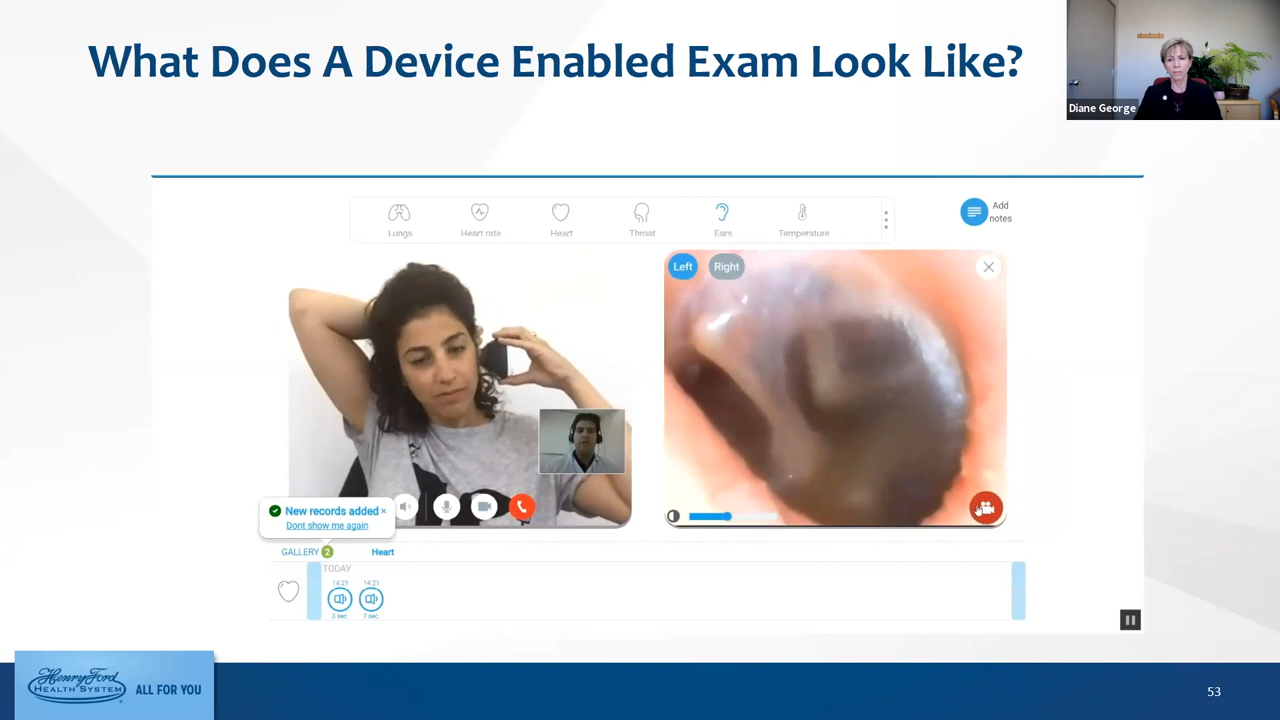 What Does A Device Enabled Exam Look Like?
Diane George
Lungs
Heart rate
Heart
Throat
Ears
Temperature
Add
notes
Left
Right
New records added ×
Dont show me again
GALLERY 2
Heart
TODAY
14:21
14:21
3 sec
7 sec
Henry Ford
HEALTH SYSTEM
ALL FOR YOU
53